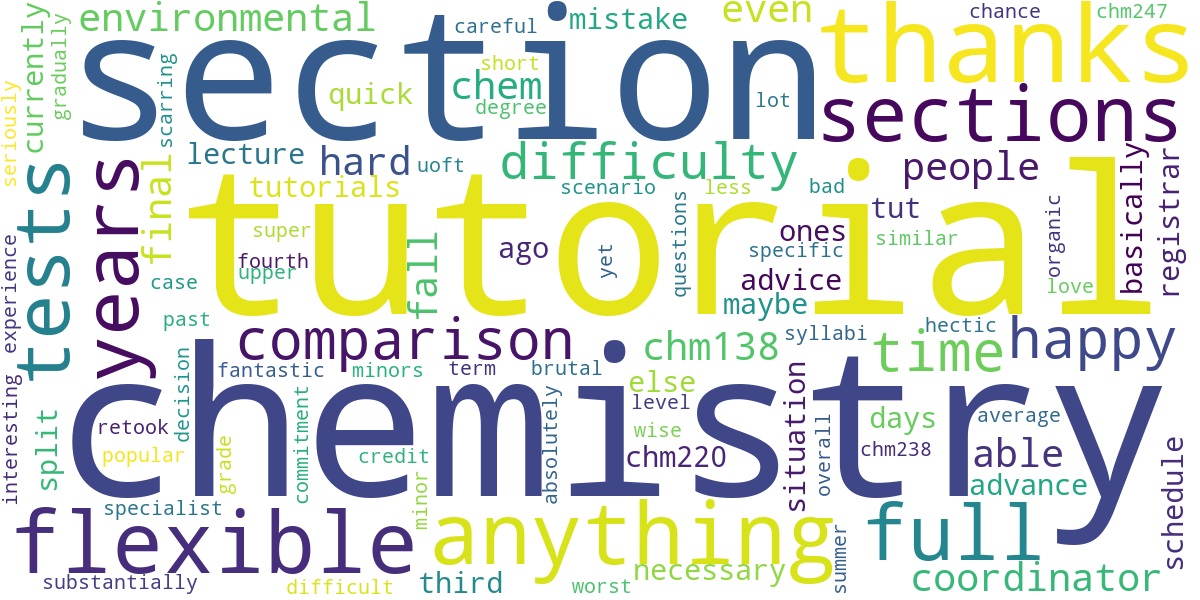 environmental
mistake
even
chance
chm247
currently
gradually
section
careful
thanks
short
chem
quick
degree
lot
sections
seriously
scarring
lecture
hard
uoft
difficulty
people
tests
years
final
tutorials
scenario
less
bad
tutorial
tut
basically
registrar
organic
super
fourth
upper
ago
fall
yet
questions
ones
specific
similar
advice
love
case
maybe
experience
past
comparison
chm138
syllabi
hectic
time
happy
chemistry
fantastic
minors
term
brutal
else
level
decision
interesting
split
retook
popular
grade
commitment
credit
absolutely
wise
chm220
situation
overall
days
average
chm238
able
advance
schedule
specialist
minor
flexible
anything
full
substantially
difficult
third
worst
necessary
summer
coordinator